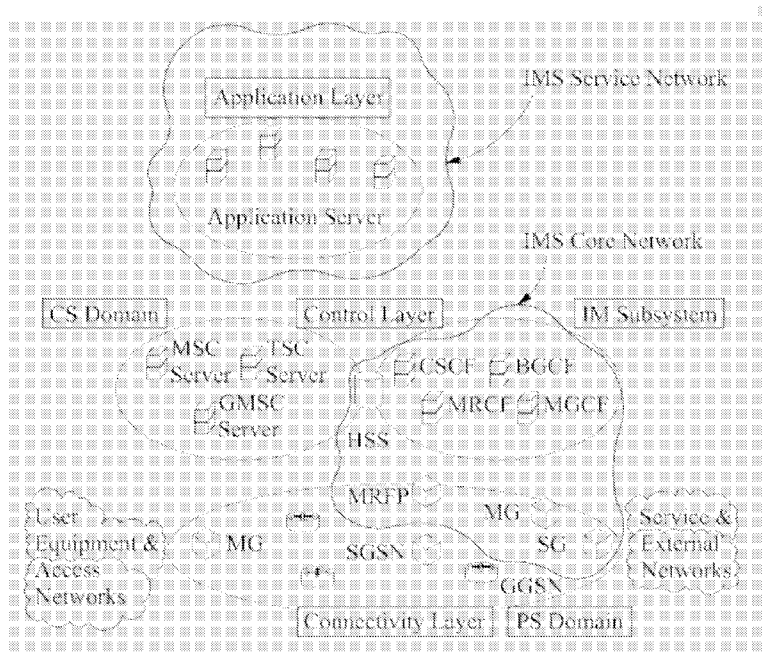 IMS Service Network
Application Layer
Application Server
IMS Core Network
CS Domain
Control Layer
IM Subsystem
MSC
Server
TSC
Server
GMSC
Server
HSS
CSCF
BGCF
MRCF
MGCF
MRFP
MG
User
Equipment &
Access
Networks
MG
SGSN
SG
GGSN
Service &
External
Networks
Connectivity Layer
PS Domain